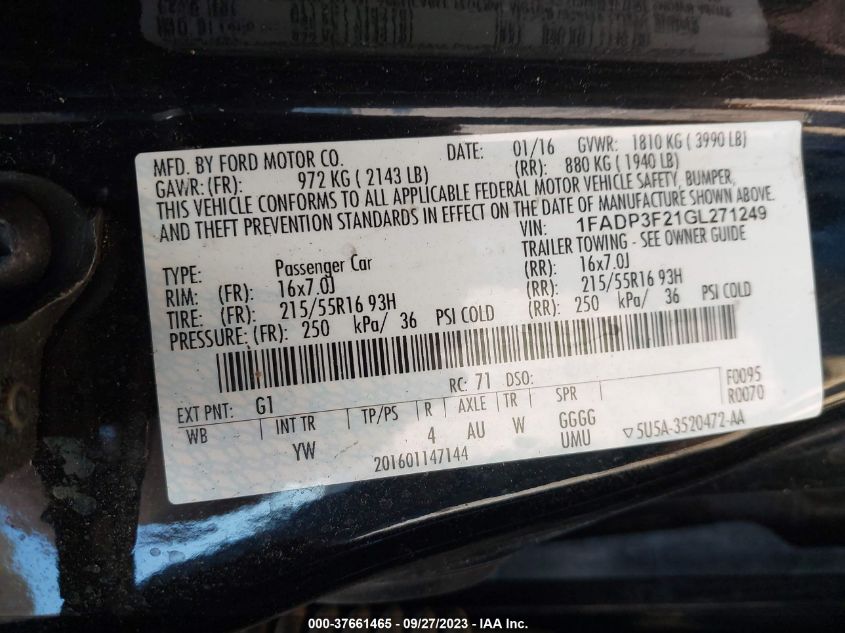 MFD. BY FORD MOTOR CO. DATE: 01/16 GVWR: 1810 KG ( 3990 LB)
GAWR:(FR): 972 KG ( 2143 LB) (RR): 880 KG ( 1940 LB)
THIS VEHICLE CONFORMS TO ALL APPLICABLE FEDERAL MOTOR VEHICLE SAFETY, BUMPER,
AND THEFT PREVENTION STANDARDS IN EFFECT ON THE DATE OF MANUFACTURE SHOWN ABOVE.
VIN: 1FADP3F21GL271249
TYPE: Passenger Car TRAILER TOWING - SEE OWNER GUIDE
RIM: (FR): 16x7.0J (RR): 16x7.0J
TIRE: (FR): 215/55R16 93H (RR): 215/55R16 93H
PRESSURE: (FR): 250 kPa/ 36 PSI COLD (RR): 250 kPa/ 36 PSI COLD
RC: 71 DSO: F0095
EXT PNT: G1 R0070
WB INT TR TP/PS R AXLE TR SPR
YW 4 AU W GGGG
UMU
201601147144
▽5U5A-3520472-AA
000-37661465 - 09/27/2023 - IAA Inc.